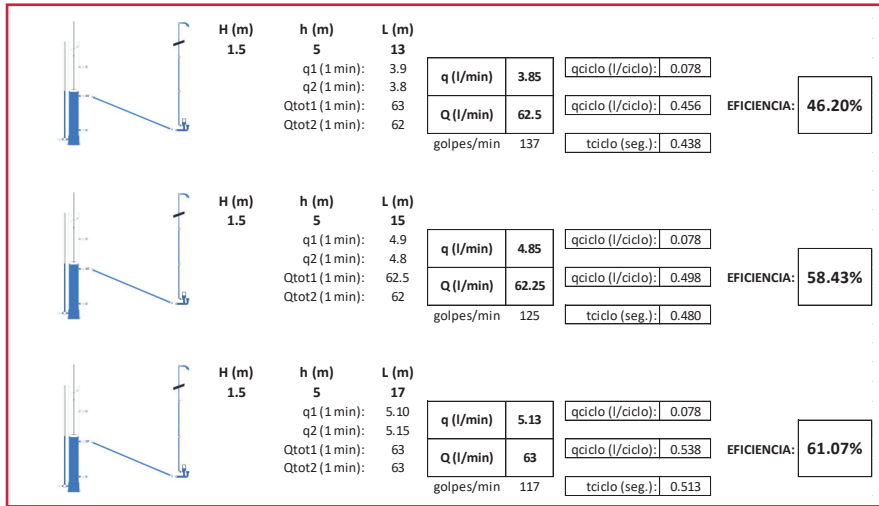 H (m) h (m) L (m)
1.5 5 13
q1 (1 min): 3.9
q2 (1 min): 3.8
Qtot1 (1 min): 63
Qtot2 (1 min): 62
q (l/min) 3.85
Q (l/min) 62.5
golpes/min 137
qciclo (l/ciclo): 0.078
qciclo (l/ciclo): 0.456
tciclo (seg.): 0.438
EFICIENCIA: 46.20%
H (m) h (m) L (m)
1.5 5 15
q1 (1 min): 4.9
q2 (1 min): 4.8
Qtot1 (1 min): 62.5
Qtot2 (1 min): 62
q (l/min) 4.85
Q (l/min) 62.25
golpes/min 125
qciclo (l/ciclo): 0.078
qciclo (l/ciclo): 0.498
tciclo (seg.): 0.480
EFICIENCIA: 58.43%
H (m) h (m) L (m)
1.5 5 17
q1 (1 min): 5.10
q2 (1 min): 5.15
Qtot1 (1 min): 63
Qtot2 (1 min): 63
q (l/min) 5.13
Q (l/min) 63
golpes/min 117
qciclo (l/ciclo): 0.078
qciclo (l/ciclo): 0.538
tciclo (seg.): 0.513
EFICIENCIA: 61.07%